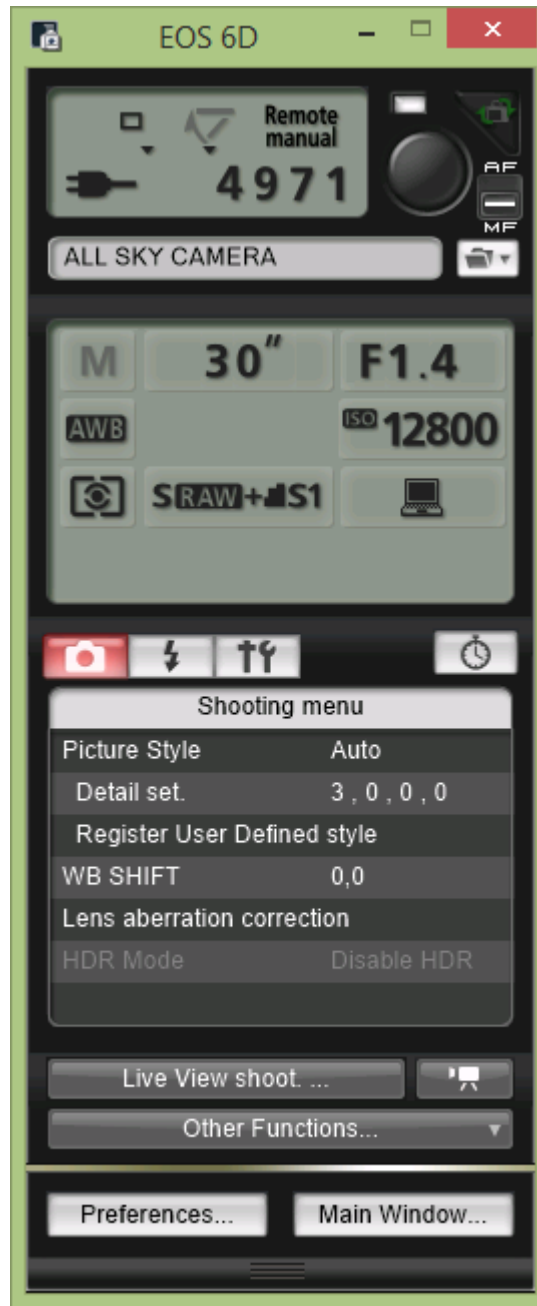 EOS 6D
Remote
manual
4971
AF
MF
ALL SKY CAMERA
M 30" F1.4
AWB ISO 12800
SRAW+S1
Shooting menu
Picture Style Auto
Detail set. 3 , 0 , 0 , 0
Register User Defined style
WB SHIFT 0,0
Lens aberration correction
HDR Mode Disable HDR
Live View shoot. ...
Other Functions...
Preferences... Main Window...